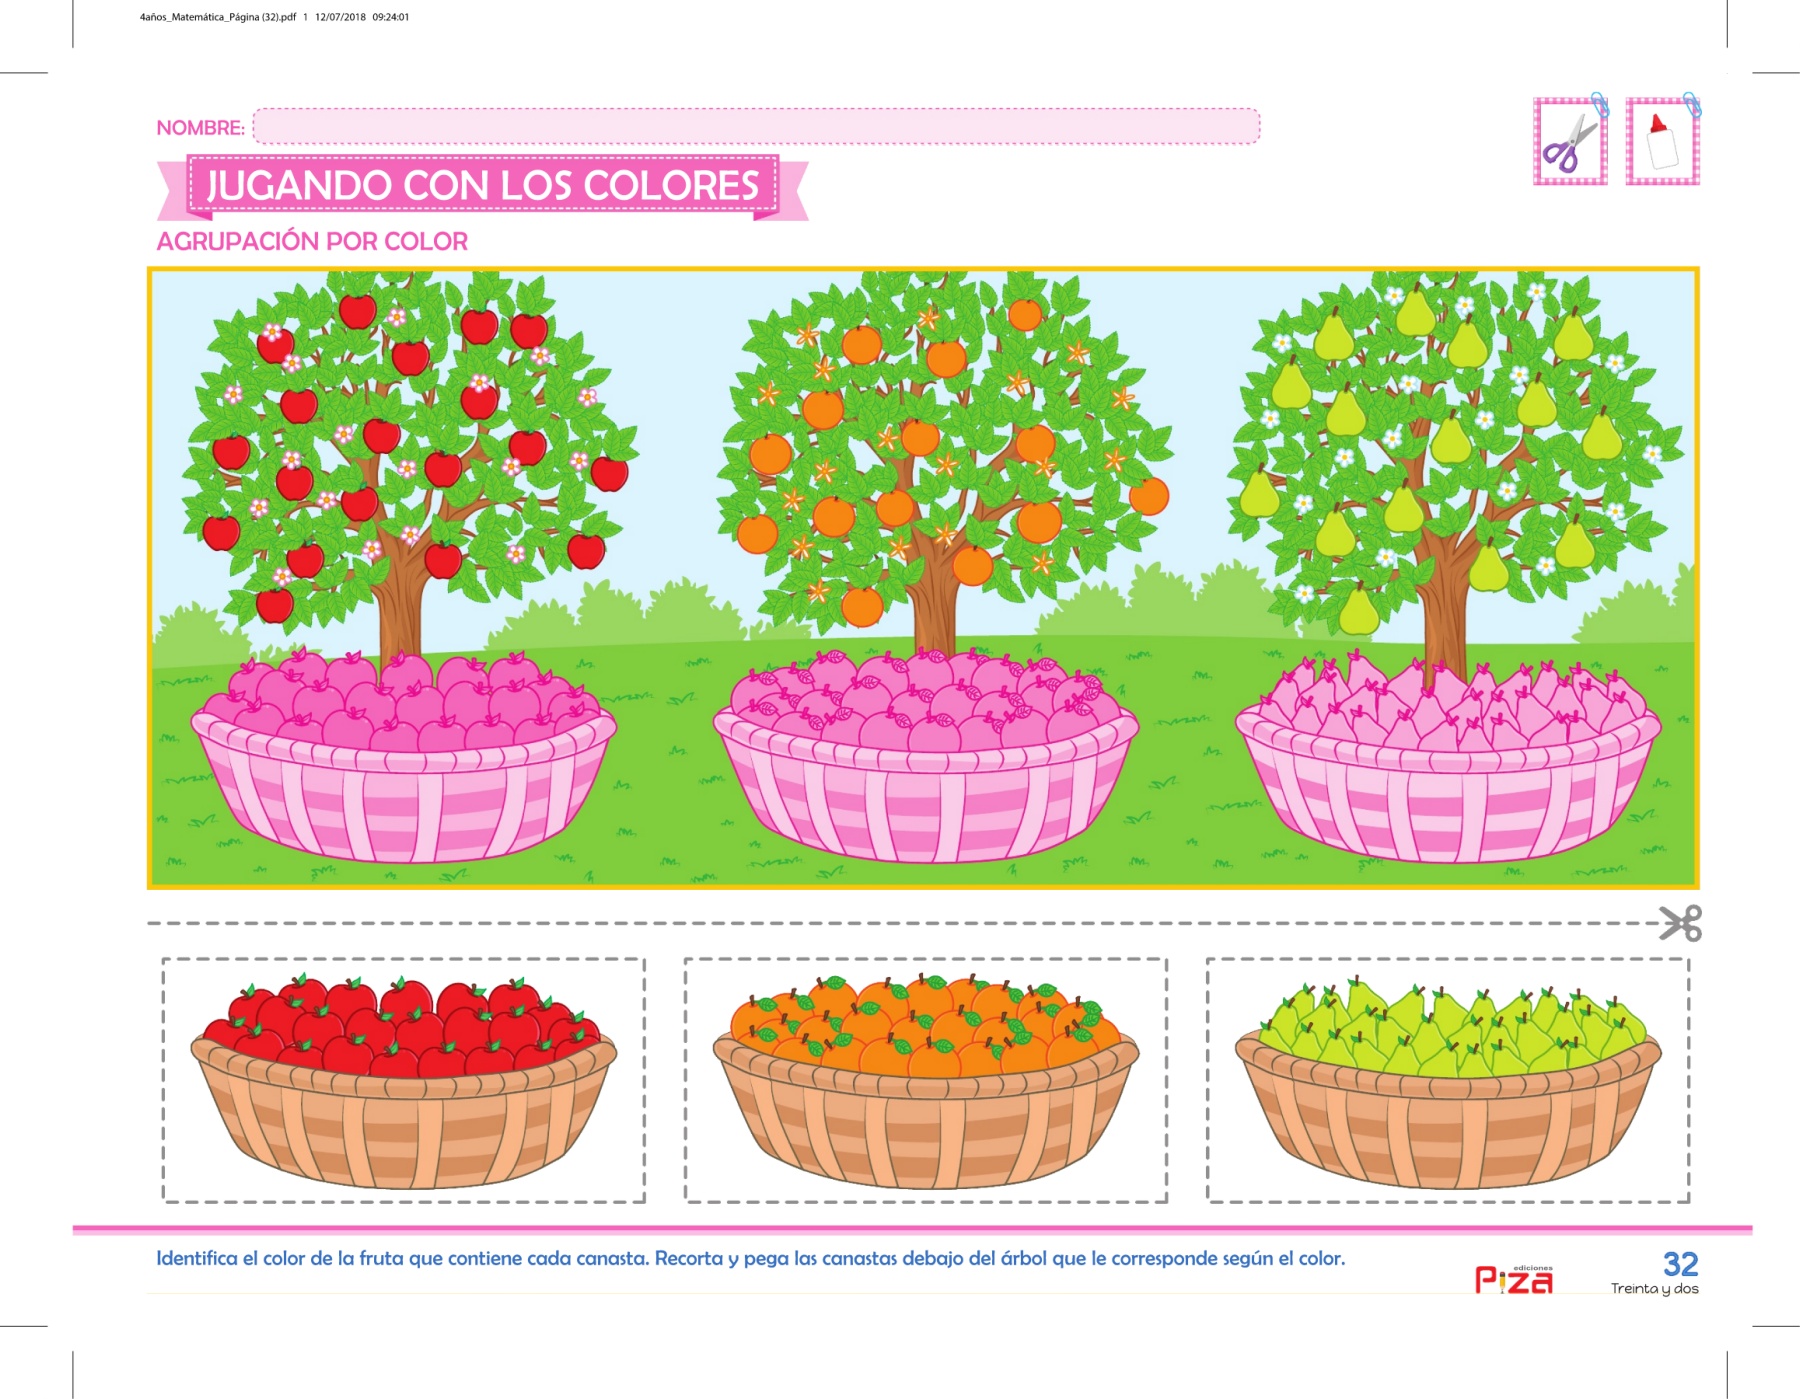 4años_Matemática_Página (32).pdf 1 12/07/2018 09:24:01
NOMBRE:
JUGANDO CON LOS COLORES
AGRUPACIÓN POR COLOR
Identifica el color de la fruta que contiene cada canasta. Recorta y pega las canastas debajo del árbol que le corresponde según el color.
ediciones
Piza
32
Treinta y dos